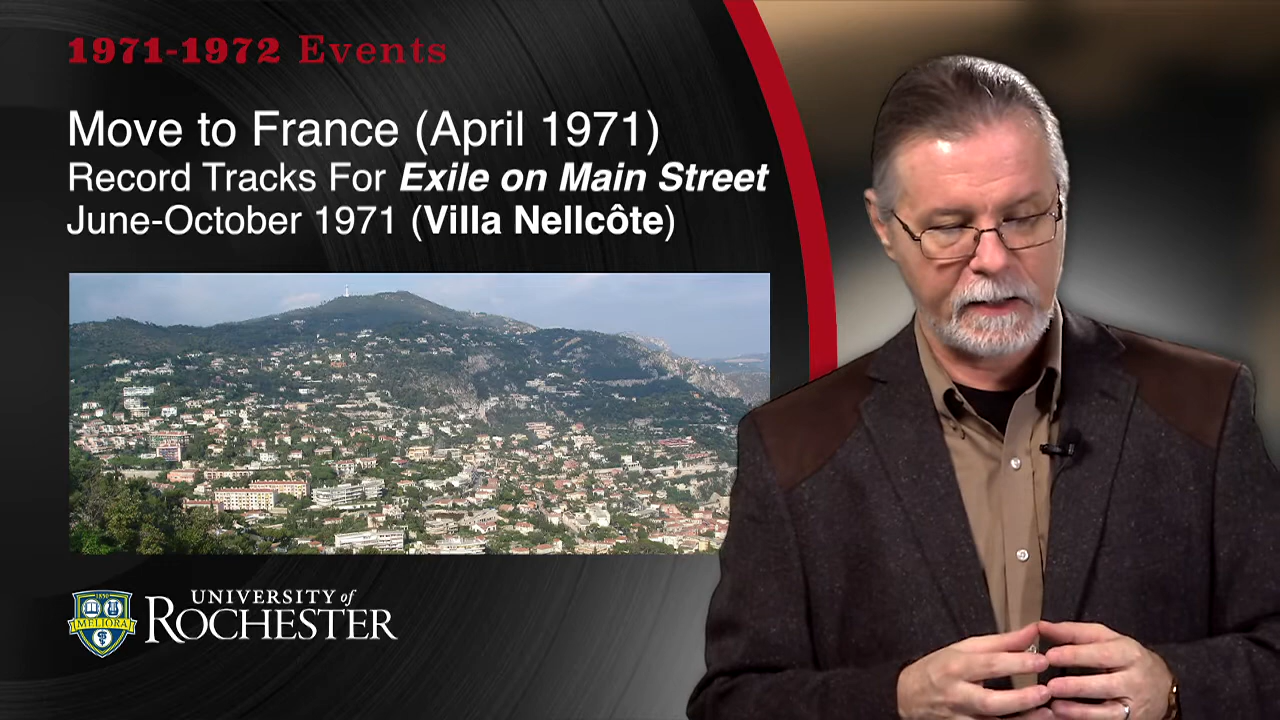 1971-1972 Events
Move to France (April 1971)
Record Tracks For Exile on Main Street
June-October 1971 (Villa Nellcôte)
1850
MELIORA
UNIVERSITY of
ROCHESTER